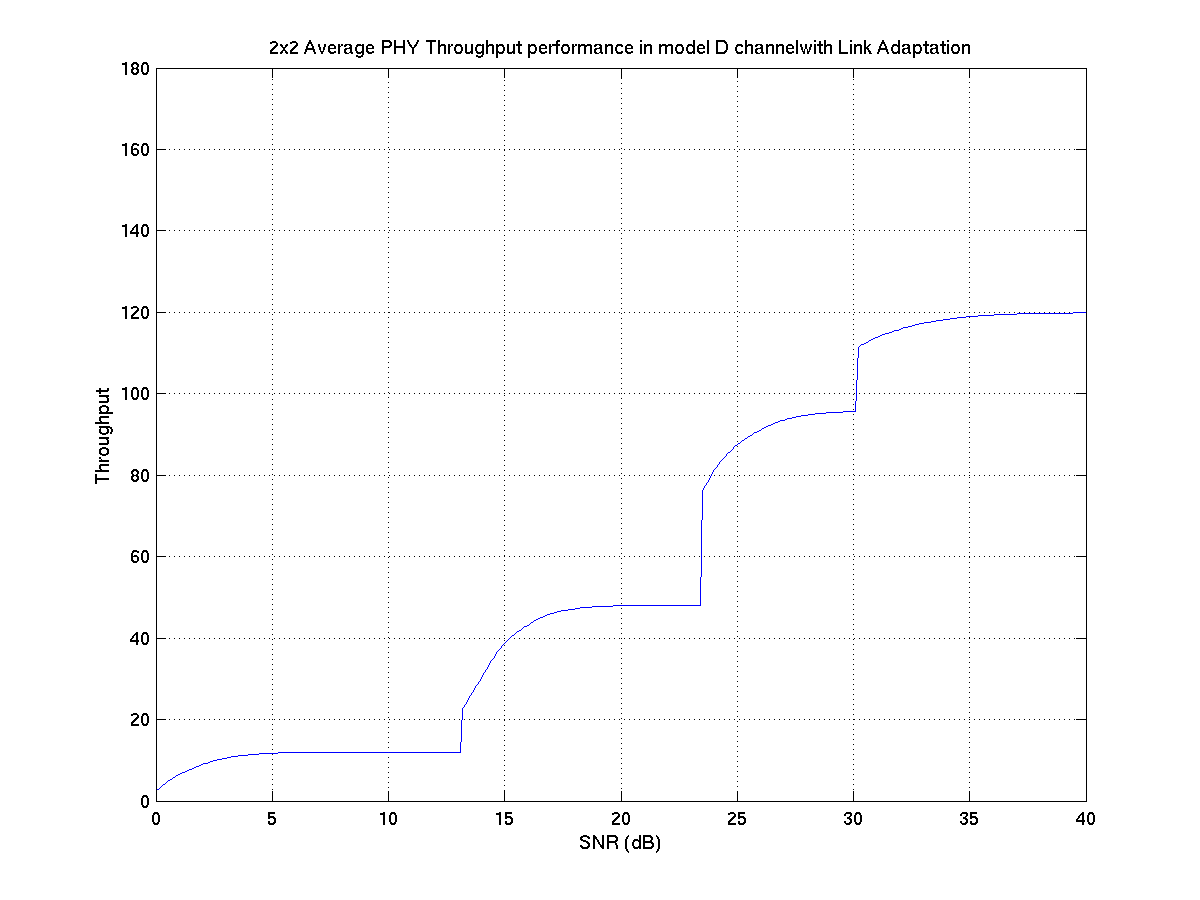 2x2 Average PHY Throughput performance in model D channelwith Link Adaptation
180
160
140
120
100
80
60
40
20
0
Throughput
0 5 10 15 20 25 30 35 40
SNR (dB)